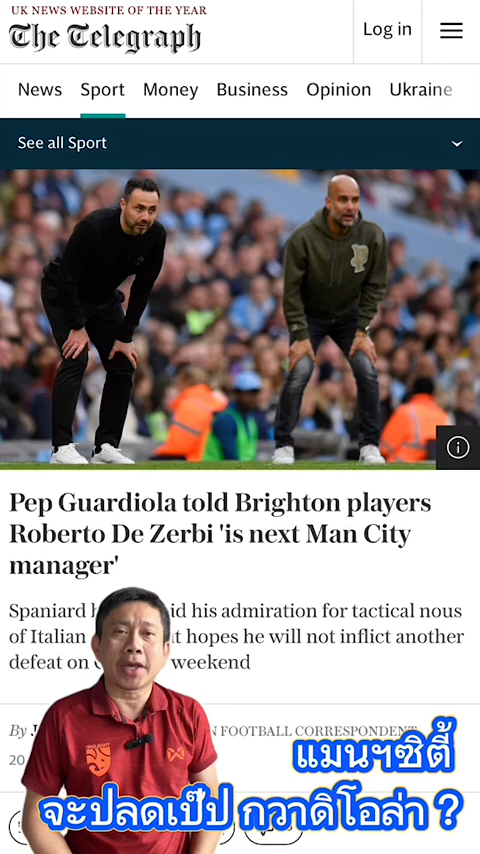 UK NEWS WEBSITE OF THE YEAR
The Telegraph
Log in
News Sport Money Business Opinion Ukraine
See all Sport
Pep Guardiola told Brighton players
Roberto De Zerbi 'is next Man City
manager'
Spaniard his admiration for tactical nous
of Italian hopes he will not inflict another
defeat on weekend
By FOOTBALL CORRESPONDENT
20
แมนฯซิตี้
จะปลดเป๊ป กวาดิโอล่า ?